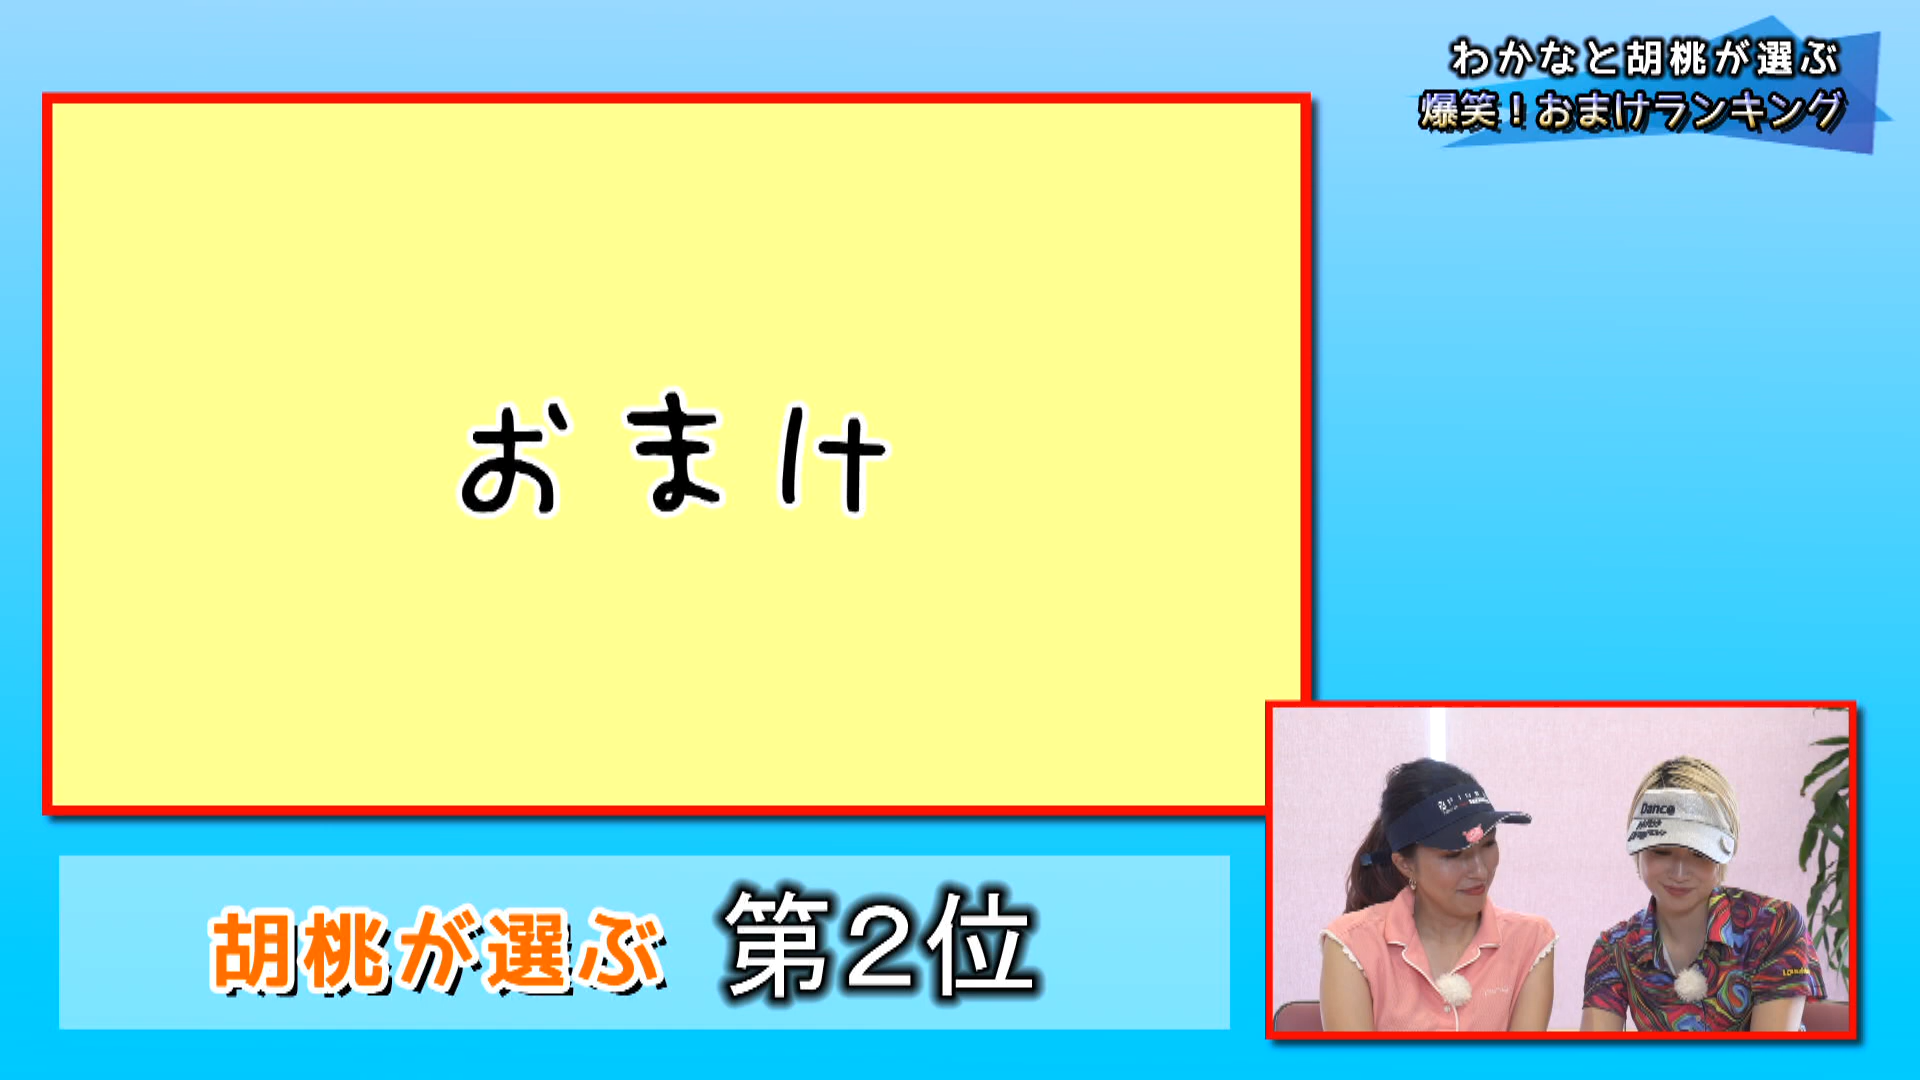 わかなと胡桃が選ぶ
爆笑！おまけランキング
おまけ
胡桃が選ぶ 第2位
Dance